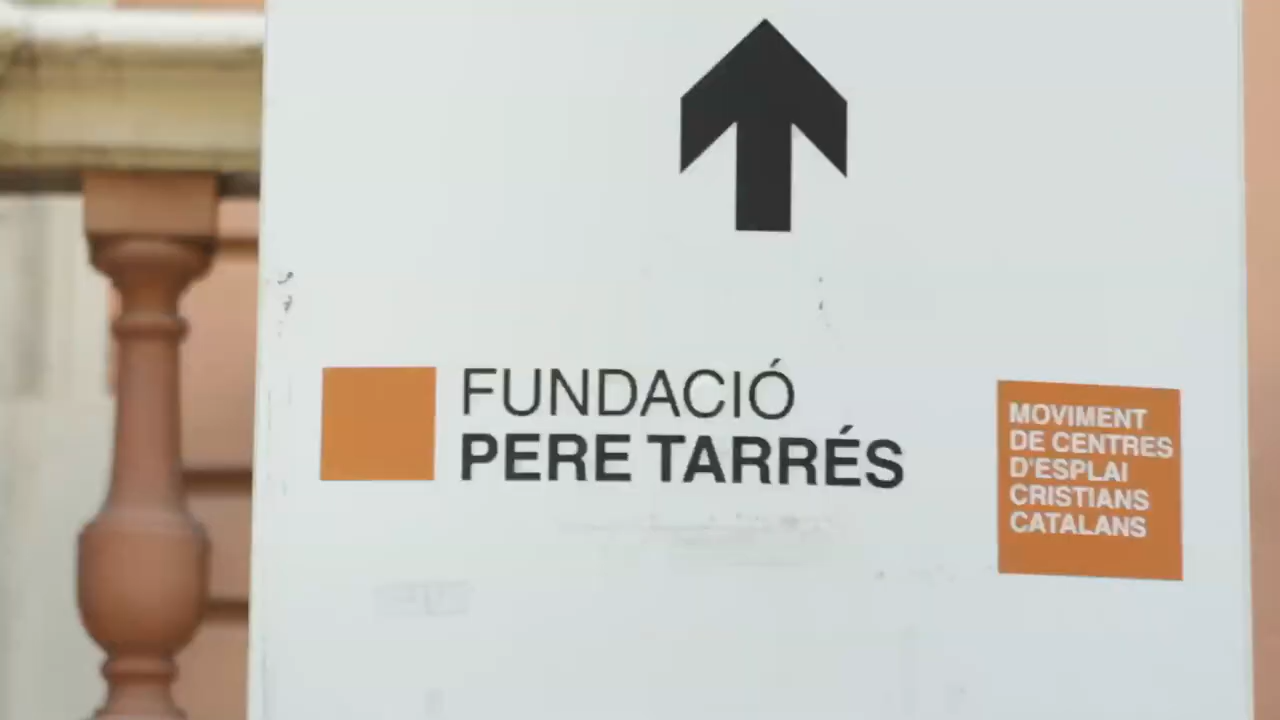 FUNDACIÓ
PERE TARRÉS
MOVIMENT
DE CENTRES
D'ESPLAI
CRISTIANS
CATALANS